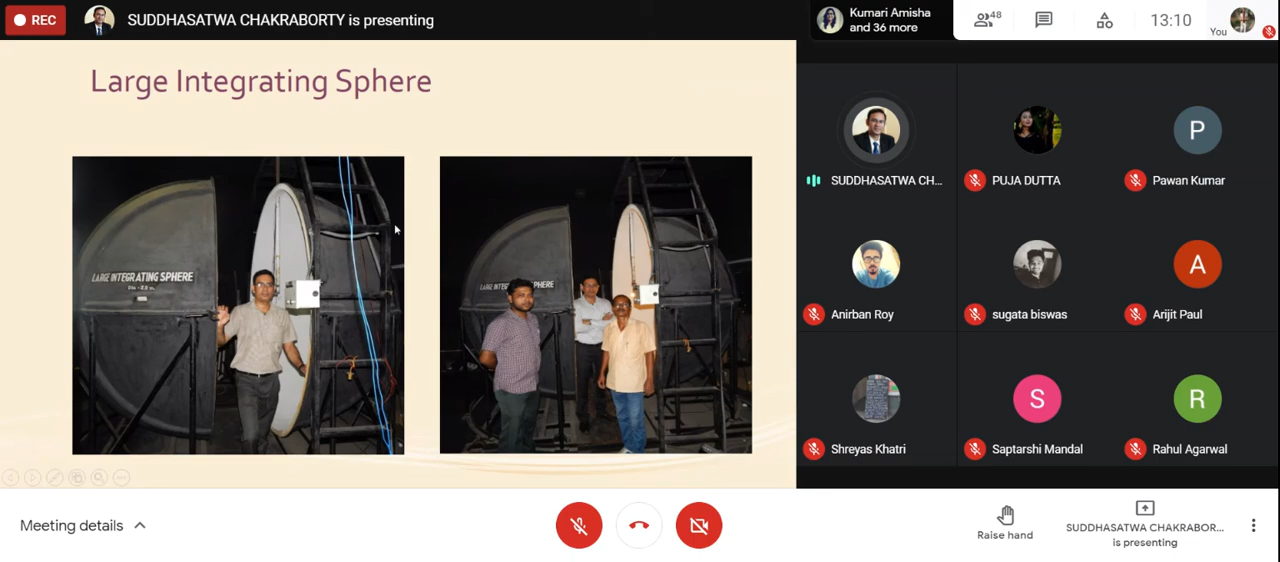 REC
SUDDHASATWA CHAKRABORTY is presenting
Kumari Amisha
and 36 more
48
13:10
You
Large Integrating Sphere
LARGE INTEGRATING SPHERE
SUDDHASATWA CH...
PUJA DUTTA
P
Pawan Kumar
Anirban Roy
sugata biswas
A
Arijit Paul
Shreyas Khatri
S
Saptarshi Mandal
R
Rahul Agarwal
Meeting details
Raise hand
SUDDHASATWA CHAKRABOR...
is presenting